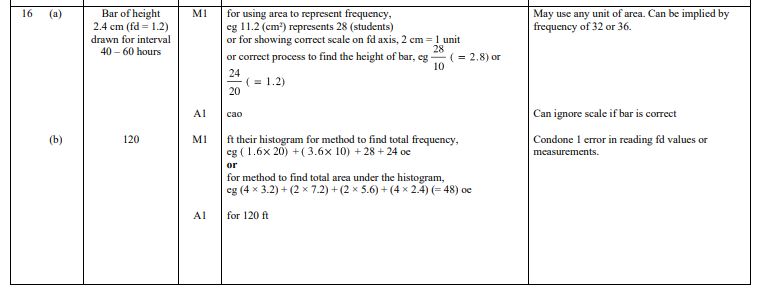 16 (a) Bar of height M1 for using area to represent frequency, May use any unit of area. Can be implied by
2.4 cm (fd = 1.2) eg 11.2 (cm²) represents 28 (students) frequency of 32 or 36.
drawn for interval or for showing correct scale on fd axis, 2 cm = 1 unit
40 – 60 hours or correct process to find the height of bar, eg 28/10 ( = 2.8) or
24/20 ( = 1.2)
A1 cao Can ignore scale if bar is correct
(b) 120 M1 ft their histogram for method to find total frequency, Condone 1 error in reading fd values or
eg ( 1.6× 20) +( 3.6× 10) + 28 + 24 oe measurements.
or
for method to find total area under the histogram,
eg (4 × 3.2) + (2 × 7.2) + (2 × 5.6) + (4 × 2.4) (= 48) oe
A1 for 120 ft